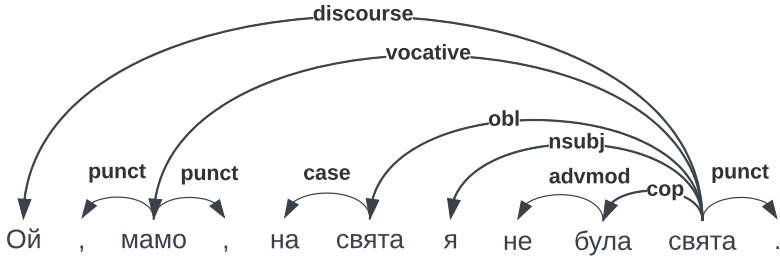 discourse
vocative
obl
nsubj
punct punct case advmod cop punct
Ой , мамо , на свята я не була свята .